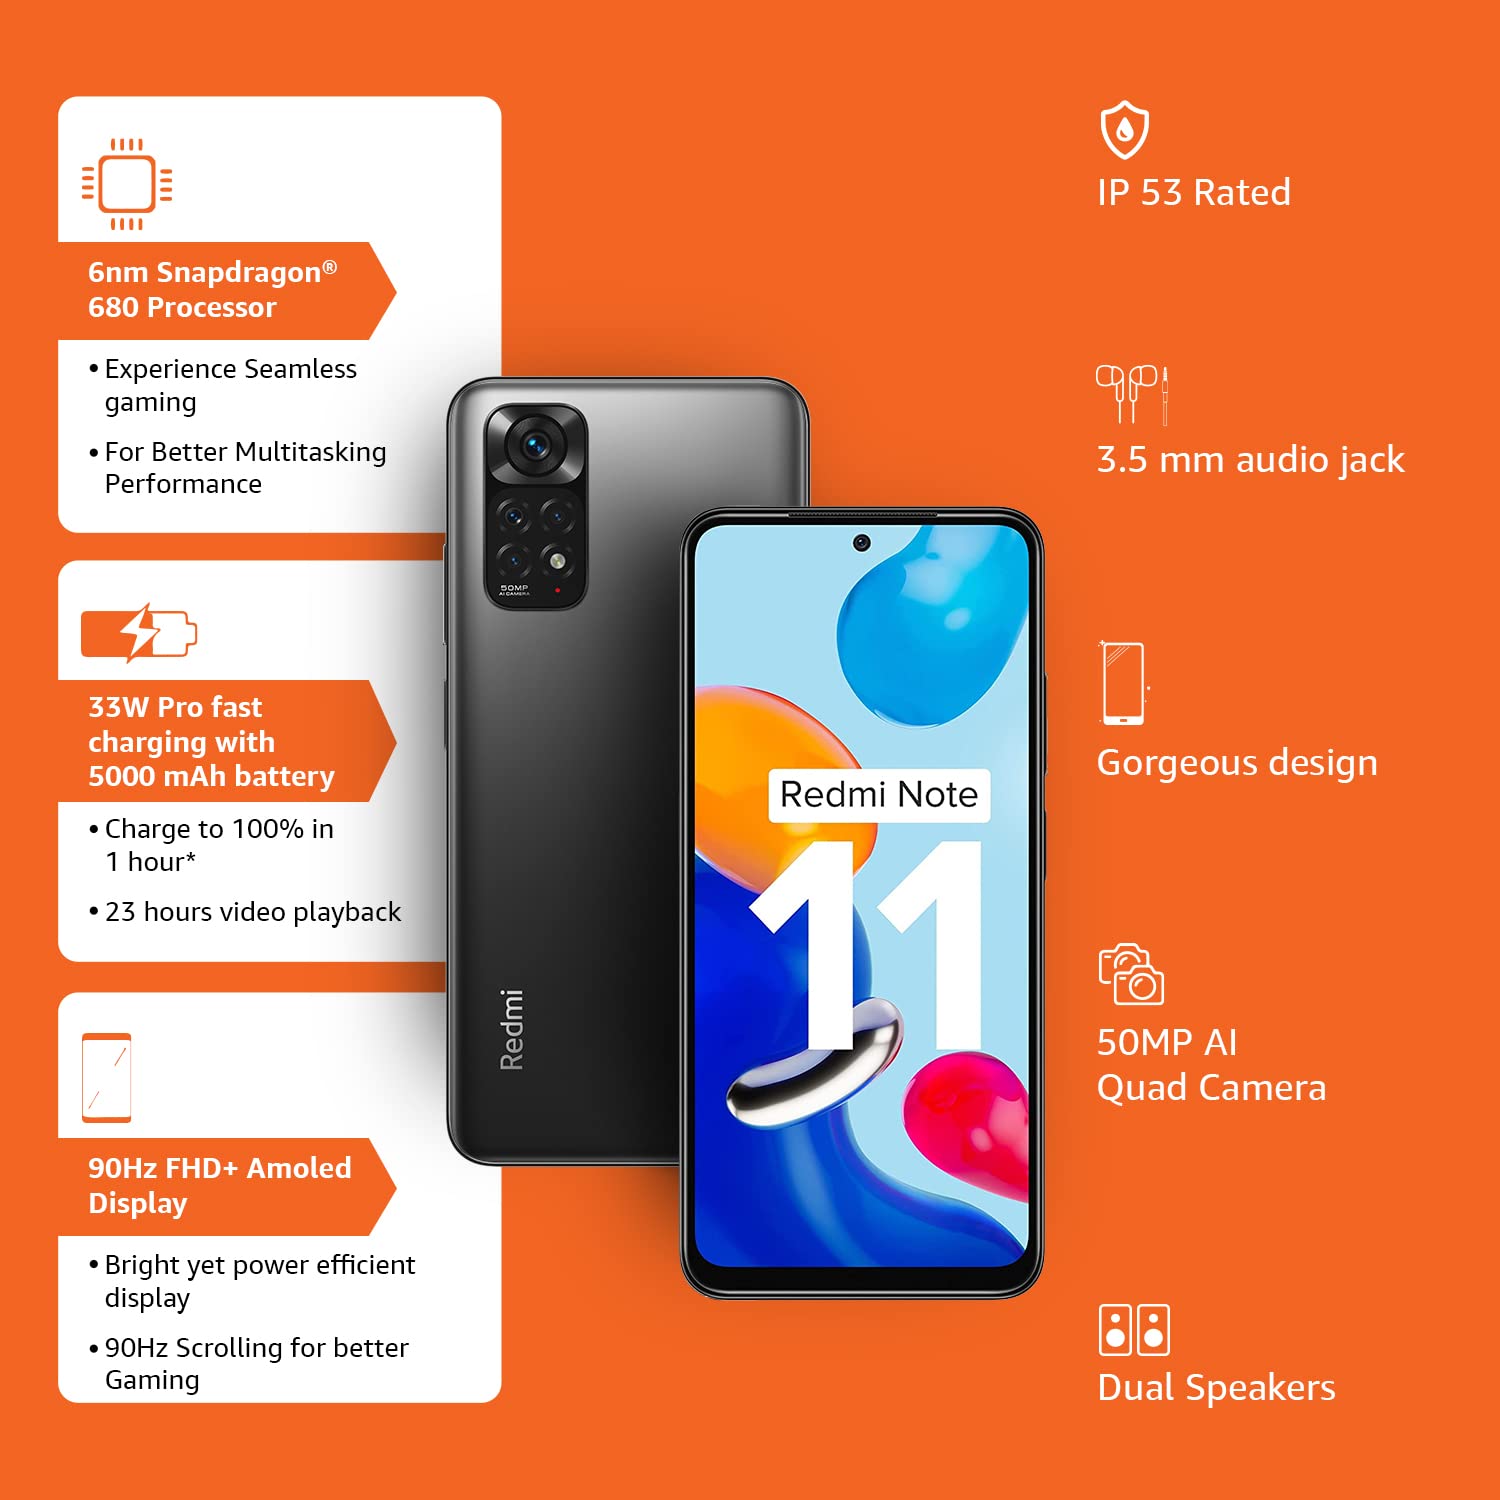 6nm Snapdragon®
680 Processor
• Experience Seamless
gaming
• For Better Multitasking
Performance
33W Pro fast
charging with
5000 mAh battery
• Charge to 100% in
1 hour*
• 23 hours video playback
90Hz FHD+ Amoled
Display
• Bright yet power efficient
display
• 90Hz Scrolling for better
Gaming
50MP
AI CAMERA
Redmi
Redmi Note
11
IP 53 Rated
3.5 mm audio jack
Gorgeous design
50MP AI
Quad Camera
Dual Speakers